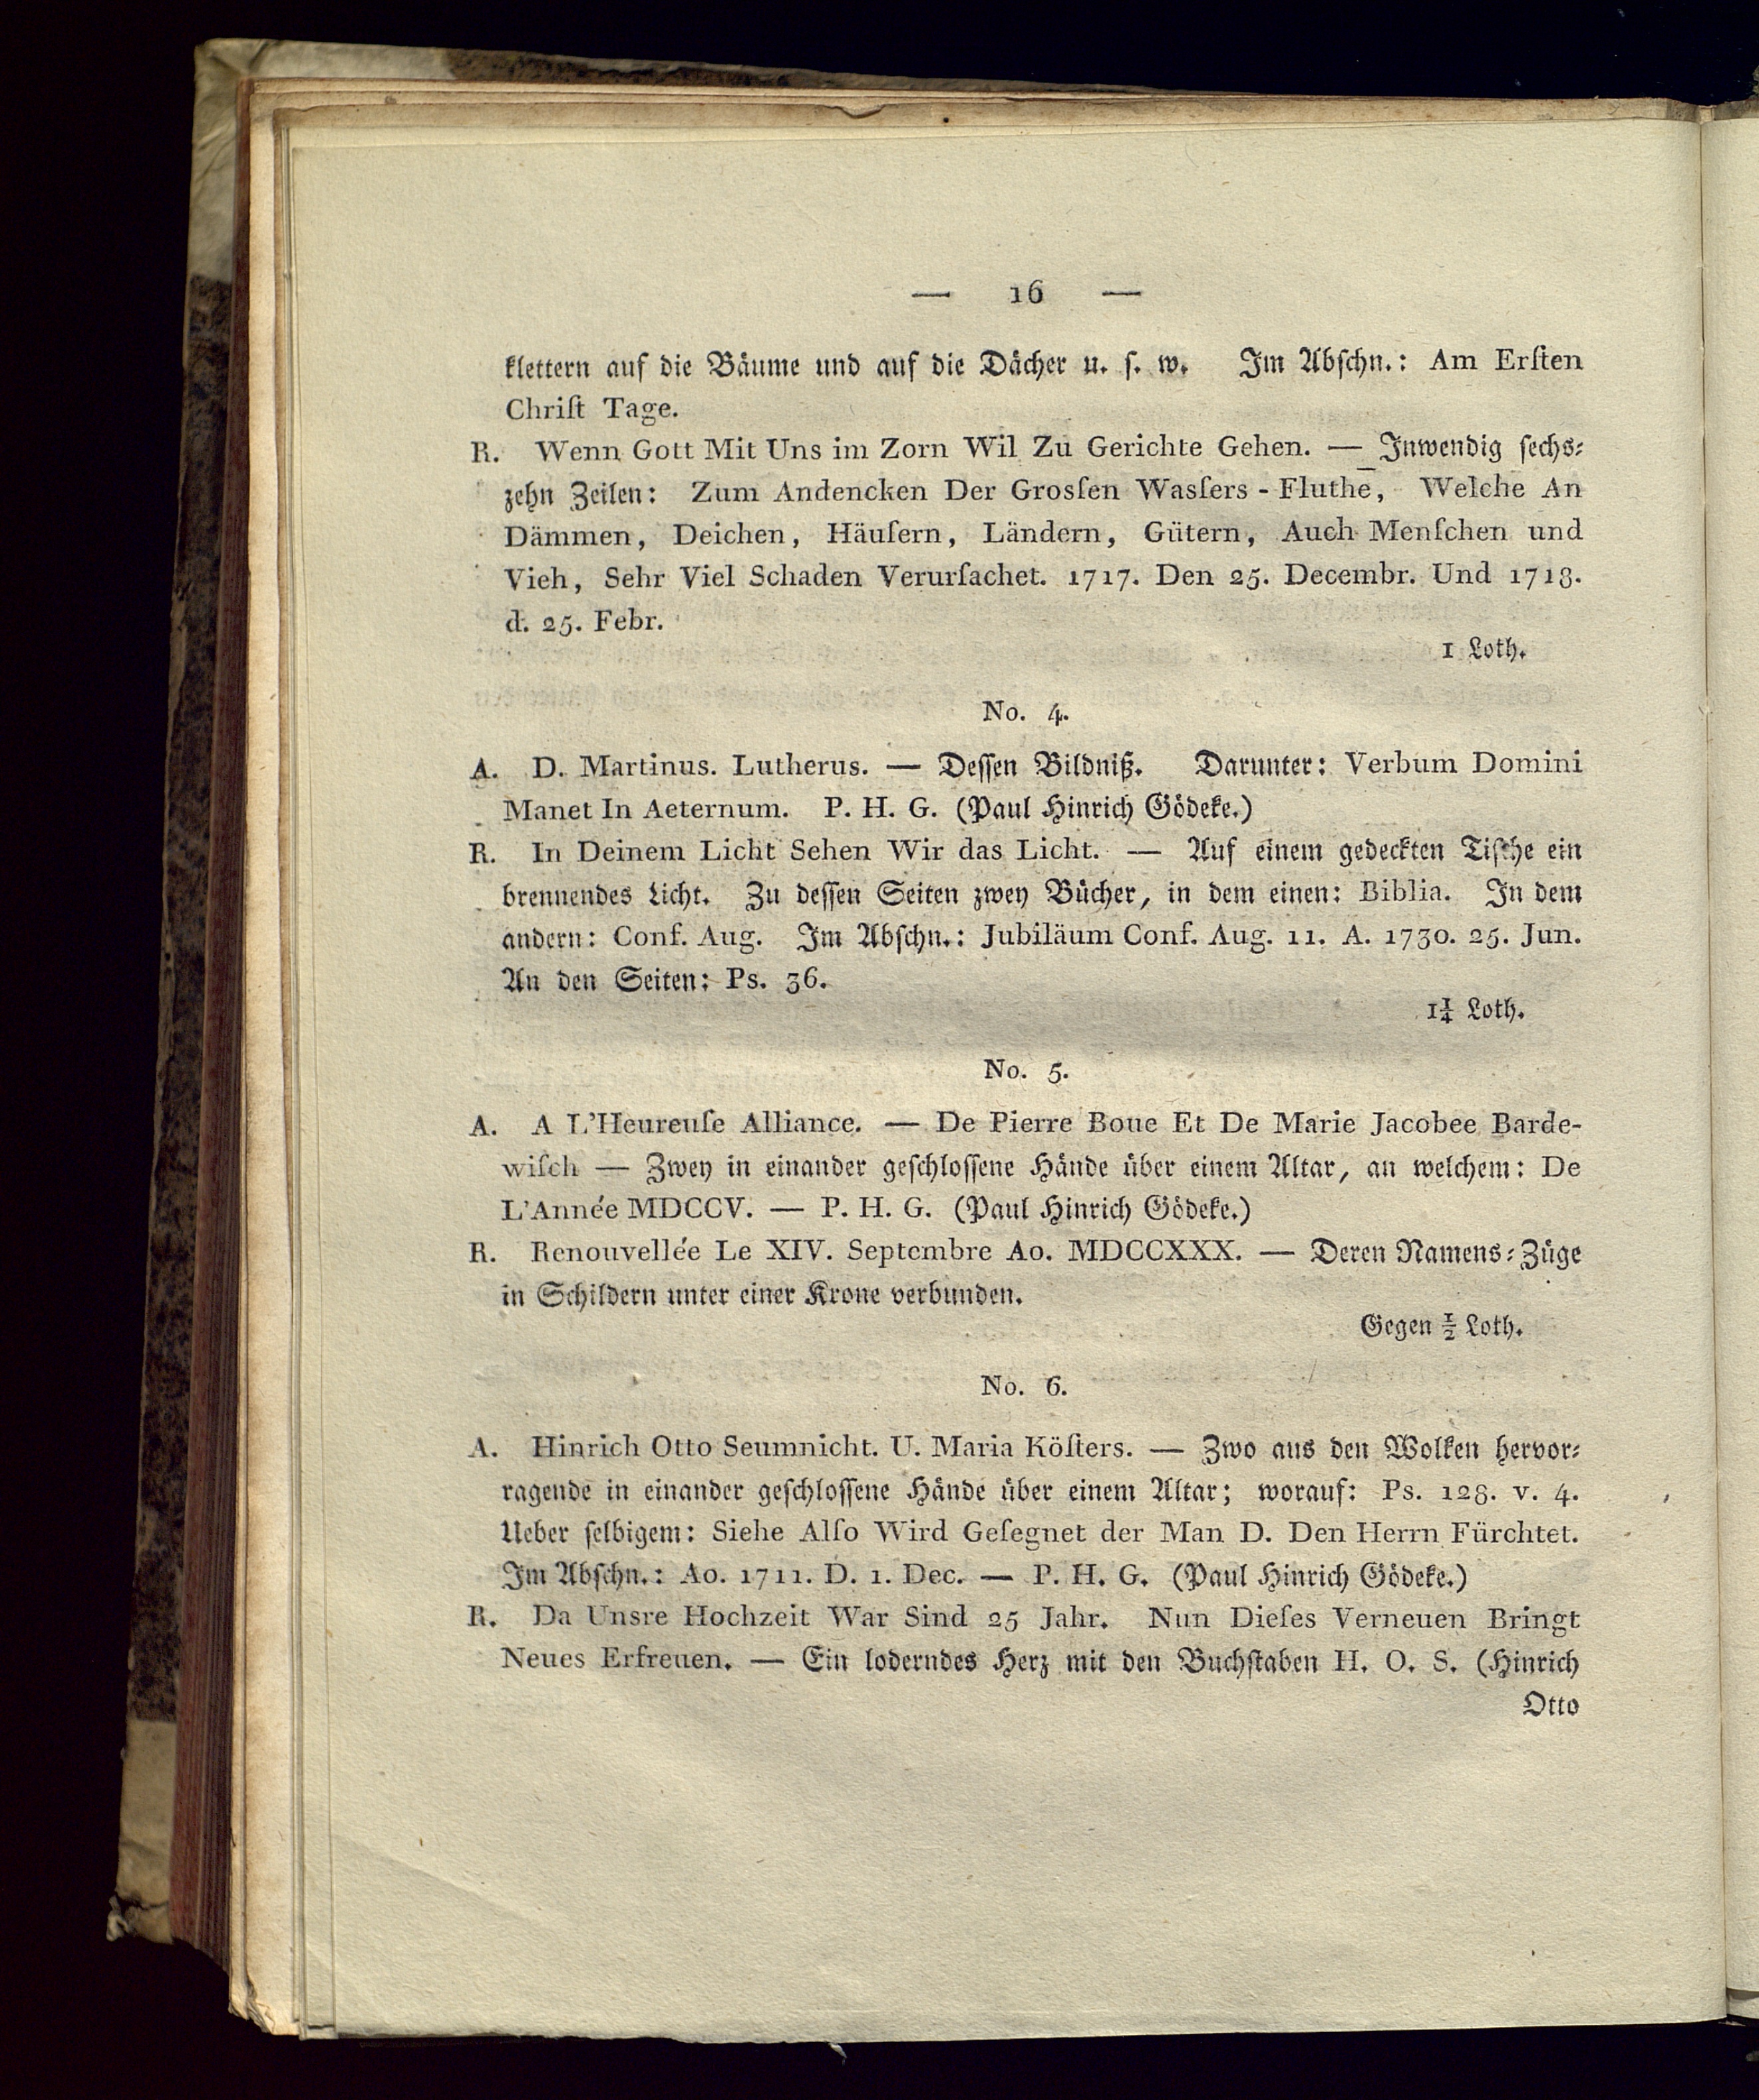 — 16 —
klettern auf die Bäume und auf die Dächer u. ſ. w. Im Abſchn.: Am Erſten
Chriſt Tage.
R. Wenn Gott Mit Uns im Zorn Wil Zu Gerichte Gehen. — Inwendig ſechs⸗
zehn Zeilen: Zum Andencken Der Grosſen Wasſers - Fluthe, Welche An
Dämmen, Deichen, Häuſern, Ländern, Gütern, Auch Menſchen und
Vieh, Sehr Viel Schaden Verurſachet. 1717. Den 25. Decembr. Und 1718.
d. 25. Febr.
1 Loth.
No. 4.
A. D. Martinus. Lutherus. — Deſſen Bildniß. Darunter: Verbum Domini
Manet In Aeternum. P. H. G. (Paul Hinrich Gödeke.)
R. In Deinem Licht Sehen Wir das Licht. — Auf einem gedeckten Tiſche ein
brennendes Licht. Zu deſſen Seiten zwey Bücher, in dem einen: Biblia. In dem
andern: Conf. Aug. Im Abſchn.: Jubiläum Conf. Aug. 11. A. 1730. 25. Jun.
An den Seiten: Ps. 36.
1¼ Loth.
No. 5.
A. A L'Heureuſe Alliance. — De Pierre Boue Et De Marie Jacobee Barde-
wiſch — Zwey in einander geſchloſſene Hände über einem Altar, an welchem: De
L'Année MDCCV. — P. H. G. (Paul Hinrich Gödeke.)
R. Renouvellée Le XIV. Septembre Ao. MDCCXXX. — Deren Namens⸗Züge
in Schildern unter einer Krone verbunden.
Gegen ½ Loth.
No. 6.
A. Hinrich Otto Seumnicht. U. Maria Köſters. — Zwo aus den Wolken hervor⸗
ragende in einander geſchloſſene Hände über einem Altar; worauf: Ps. 128. v. 4.
Ueber ſelbigem: Siehe Alſo Wird Geſegnet der Man D. Den Herrn Fürchtet.
Im Abſchn.: Ao. 1711. D. 1. Dec. — P. H. G. (Paul Hinrich Gödeke.)
R. Da Unsre Hochzeit War Sind 25 Jahr. Nun Dieſes Verneuen Bringt
Neues Erfreuen. — Ein loderndes Herz mit den Buchſtaben H. O. S. (Hinrich
Otto